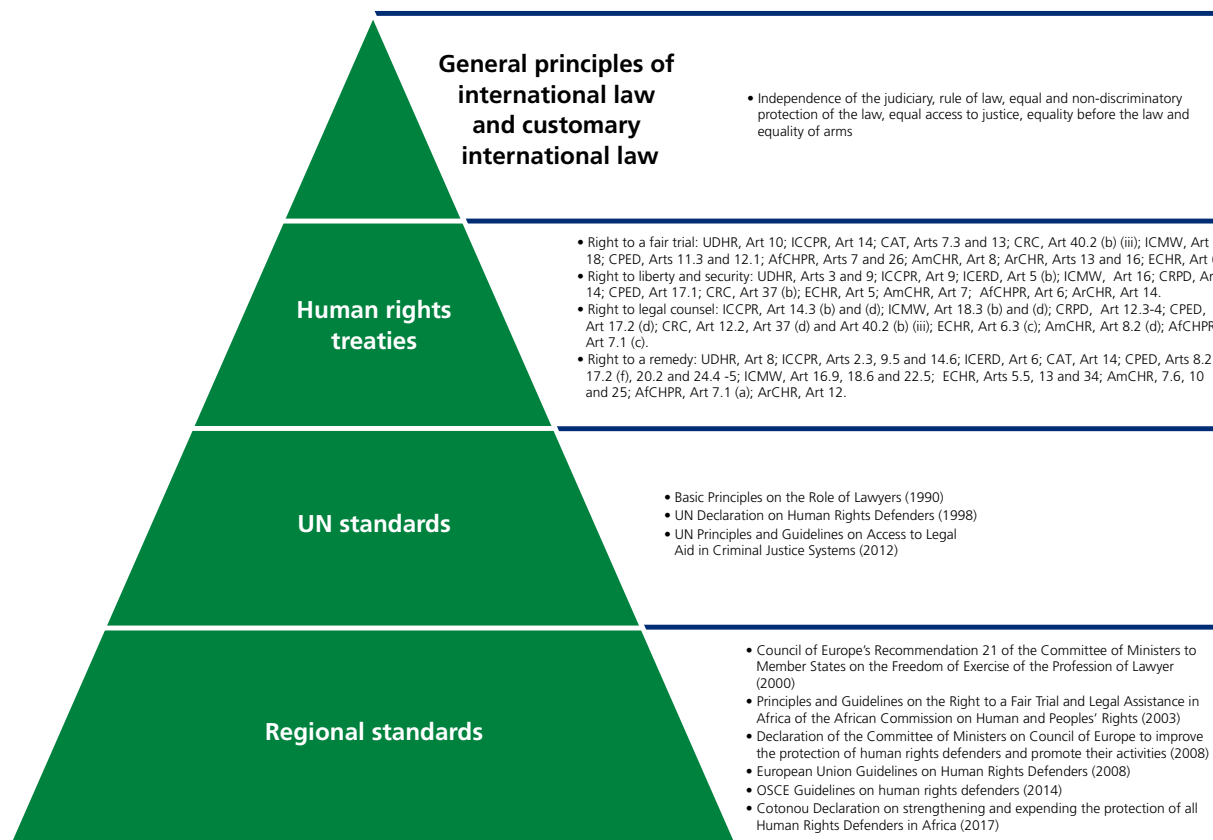 General principles of
international law
and customary
international law
• Independence of the judiciary, rule of law, equal and non-discriminatory
protection of the law, equal access to justice, equality before the law and
equality of arms
Human rights
treaties
• Right to a fair trial: UDHR, Art 10; ICCPR, Art 14; CAT, Arts 7.3 and 13; CRC, Art 40.2 (b) (iii); ICMW, Art
18; CPED, Arts 11.3 and 12.1; AfCHPR, Arts 7 and 26; AmCHR, Art 8; ArCHR, Arts 13 and 16; ECHR, Art
• Right to liberty and security: UDHR, Arts 3 and 9; ICCPR, Art 9; ICERD, Art 5 (b); ICMW, Art 16; CRPD,
14; CPED, Art 17.1; CRC, Art 37 (b); ECHR, Art 5; AmCHR, Art 7; AfCHPR, Art 6; ArCHR, Art 14.
• Right to legal counsel: ICCPR, Art 14.3 (b) and (d); ICMW, Art 18.3 (b) and (d); CRPD, Art 12.3-4; CPED,
Art 17.2 (d); CRC, Art 12.2, Art 37 (d) and Art 40.2 (b) (iii); ECHR, Art 6.3 (c); AmCHR, Art 8.2 (d); AfCHPR
Art 7.1 (c).
• Right to a remedy: UDHR, Art 8; ICCPR, Arts 2.3, 9.5 and 14.6; ICERD, Art 6; CAT, Art 14; CPED, Arts 8.2
17.2 (f), 20.2 and 24.4 -5; ICMW, Art 16.9, 18.6 and 22.5; ECHR, Arts 5.5, 13 and 34; AmCHR, 7.6, 10
and 25; AfCHPR, Art 7.1 (a); ArCHR, Art 12.
UN standards
• Basic Principles on the Role of Lawyers (1990)
• UN Declaration on Human Rights Defenders (1998)
• UN Principles and Guidelines on Access to Legal
Aid in Criminal Justice Systems (2012)
Regional standards
• Council of Europe's Recommendation 21 of the Committee of Ministers to
Member States on the Freedom of Exercise of the Profession of Lawyer
(2000)
• Principles and Guidelines on the Right to a Fair Trial and Legal Assistance in
Africa of the African Commission on Human and Peoples' Rights (2003)
• Declaration of the Committee of Ministers on Council of Europe to improve
the protection of human rights defenders and promote their activities (2008)
• European Union Guidelines on Human Rights Defenders (2008)
• OSCE Guidelines on human rights defenders (2014)
• Cotonou Declaration on strengthening and expending the protection of all
Human Rights Defenders in Africa (2017)